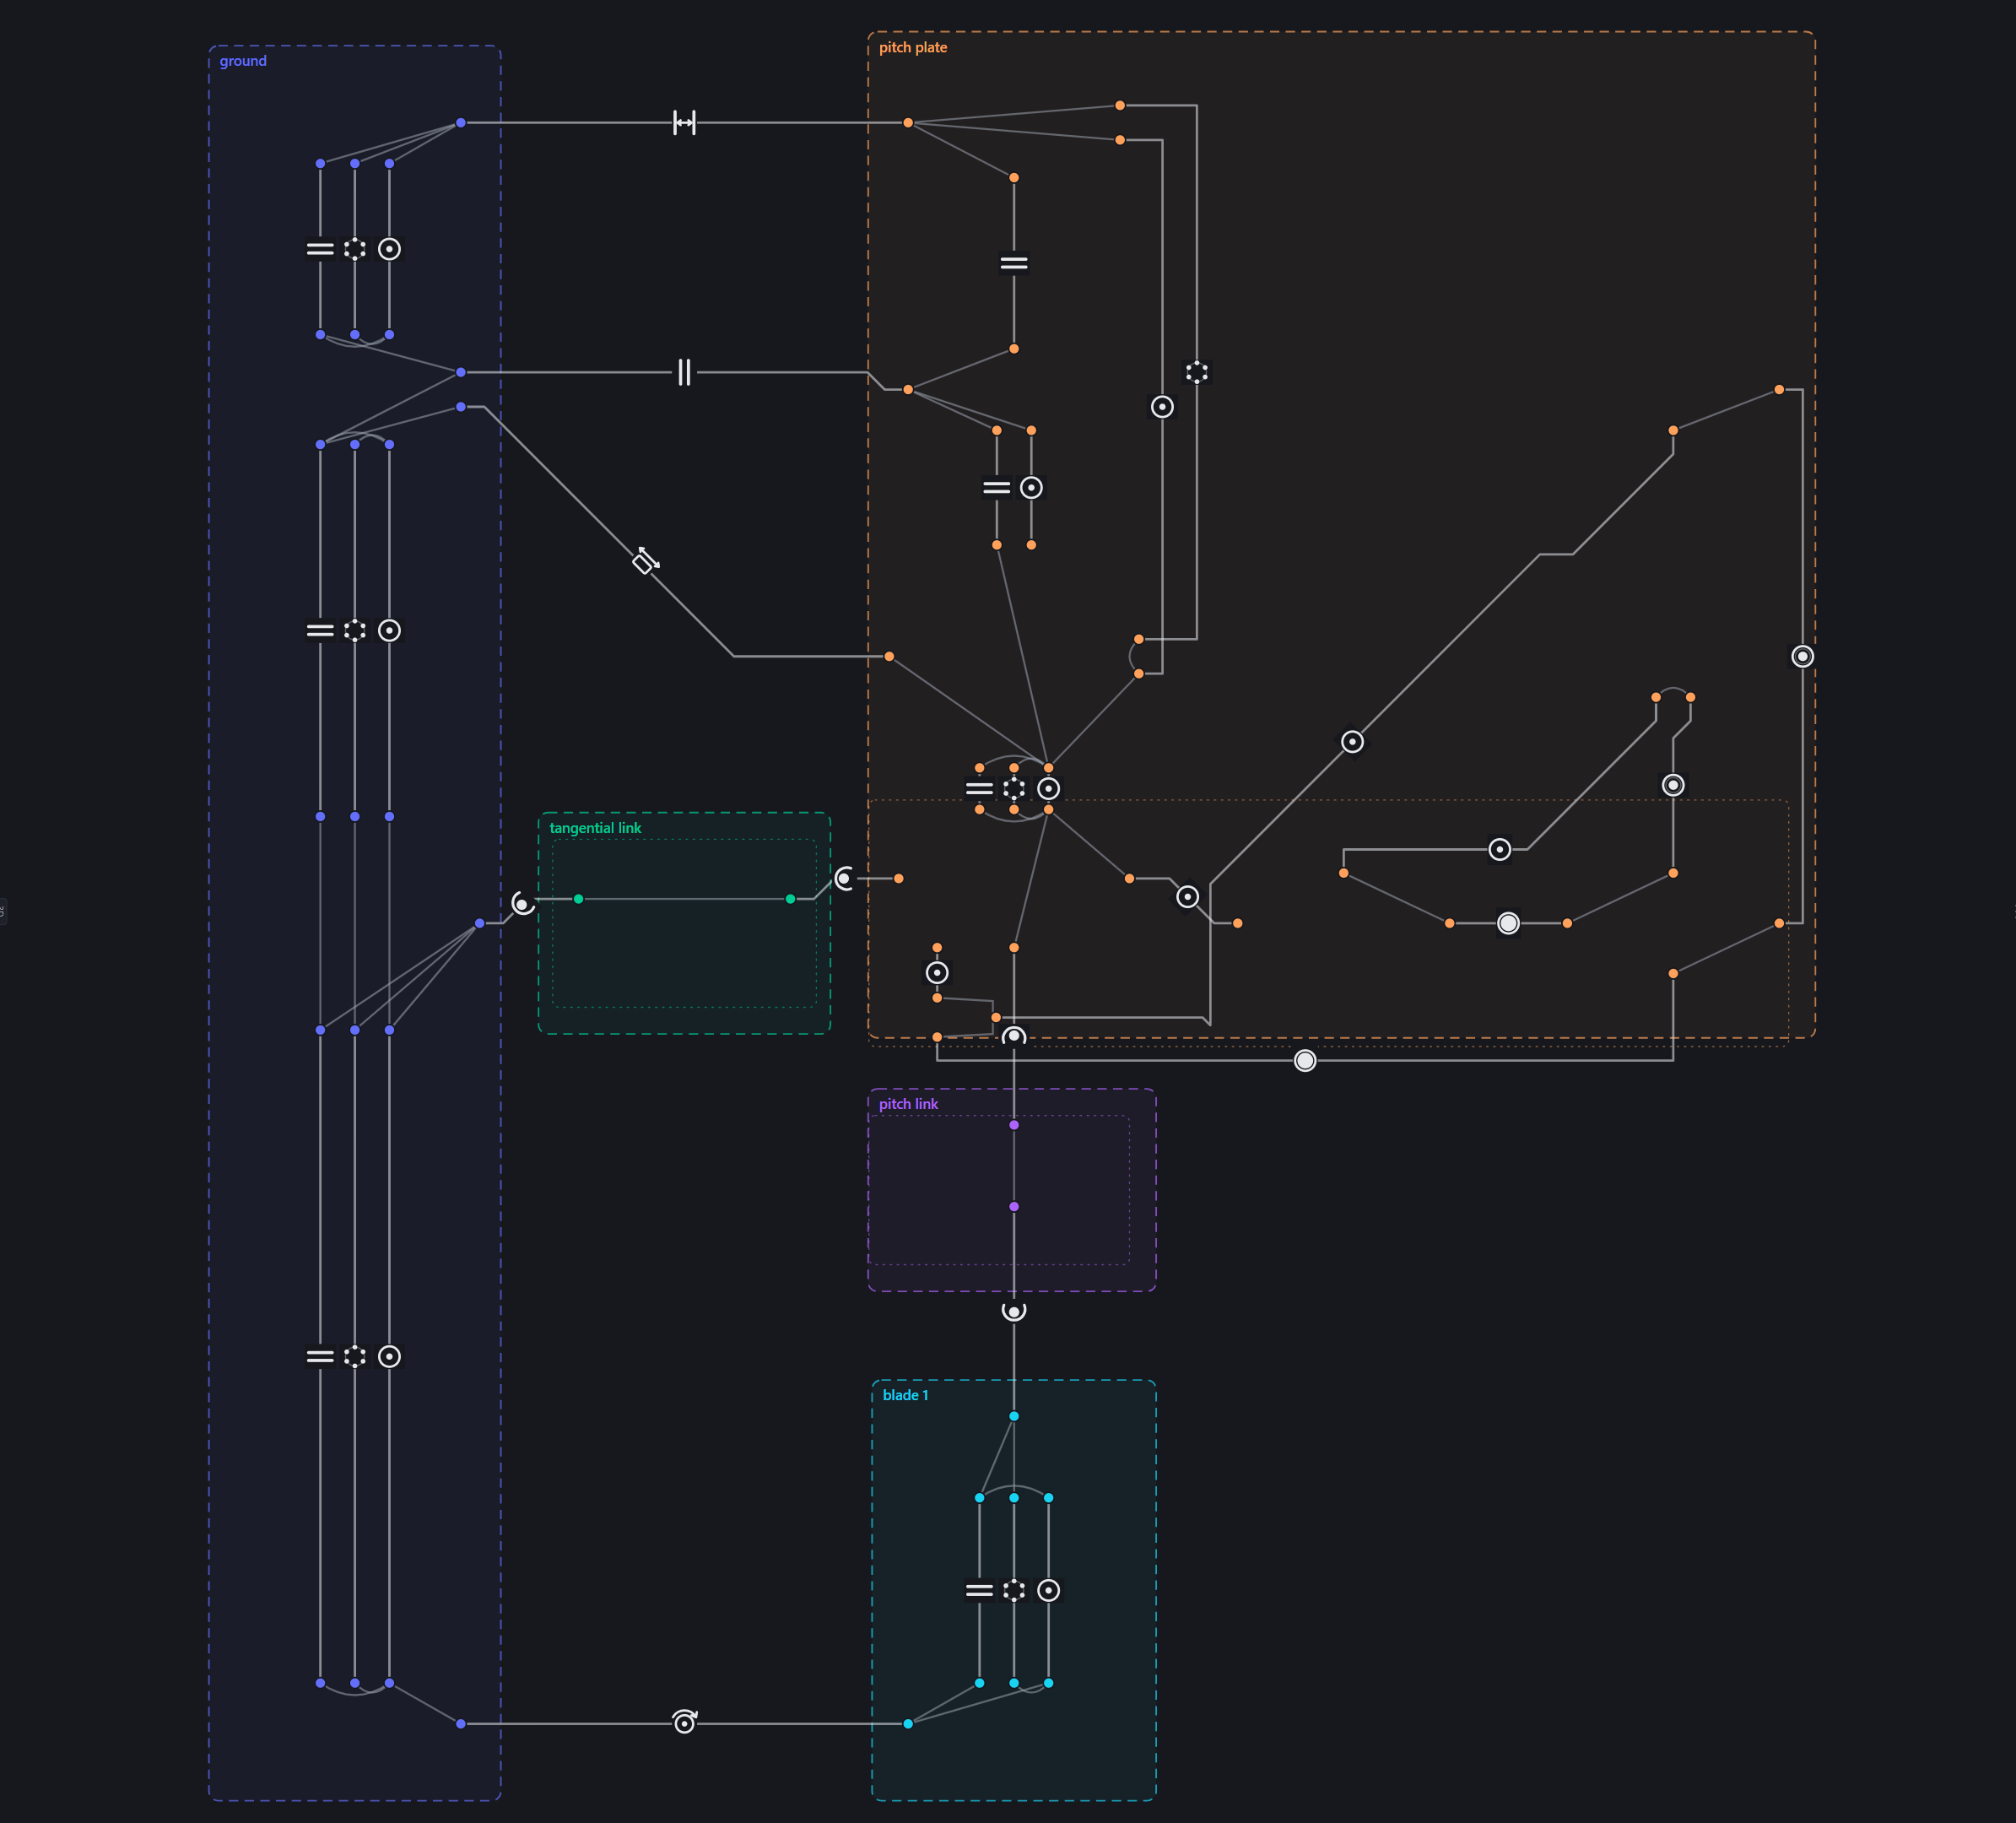 pitch plate
ground
tangential link
pitch link
blade 1